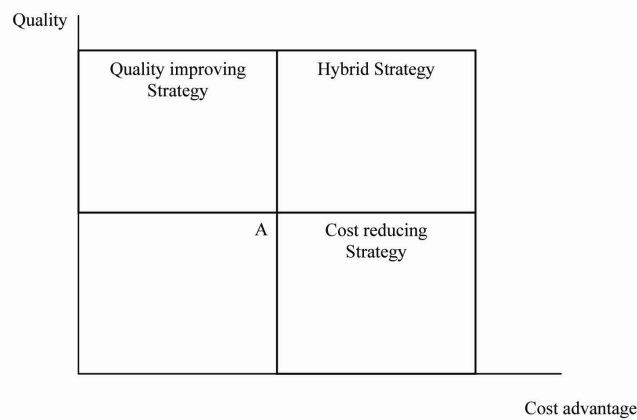 Quality
Quality improving
Strategy
Hybrid Strategy
A
Cost reducing
Strategy
Cost advantage